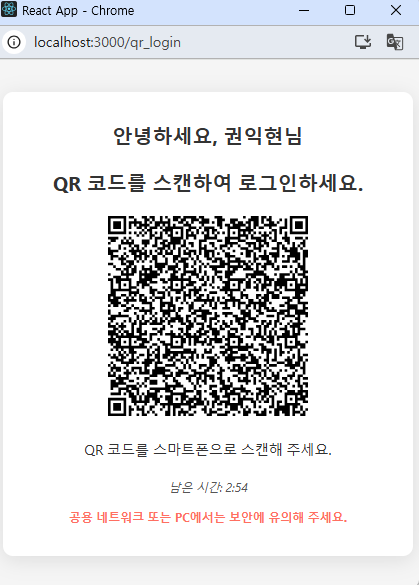 React App - Chrome
localhost:3000/qr_login
안녕하세요, 권익현님
QR 코드를 스캔하여 로그인하세요.
QR 코드를 스마트폰으로 스캔해 주세요.
남은 시간: 2:54
공용 네트워크 또는 PC에서는 보안에 유의해 주세요.